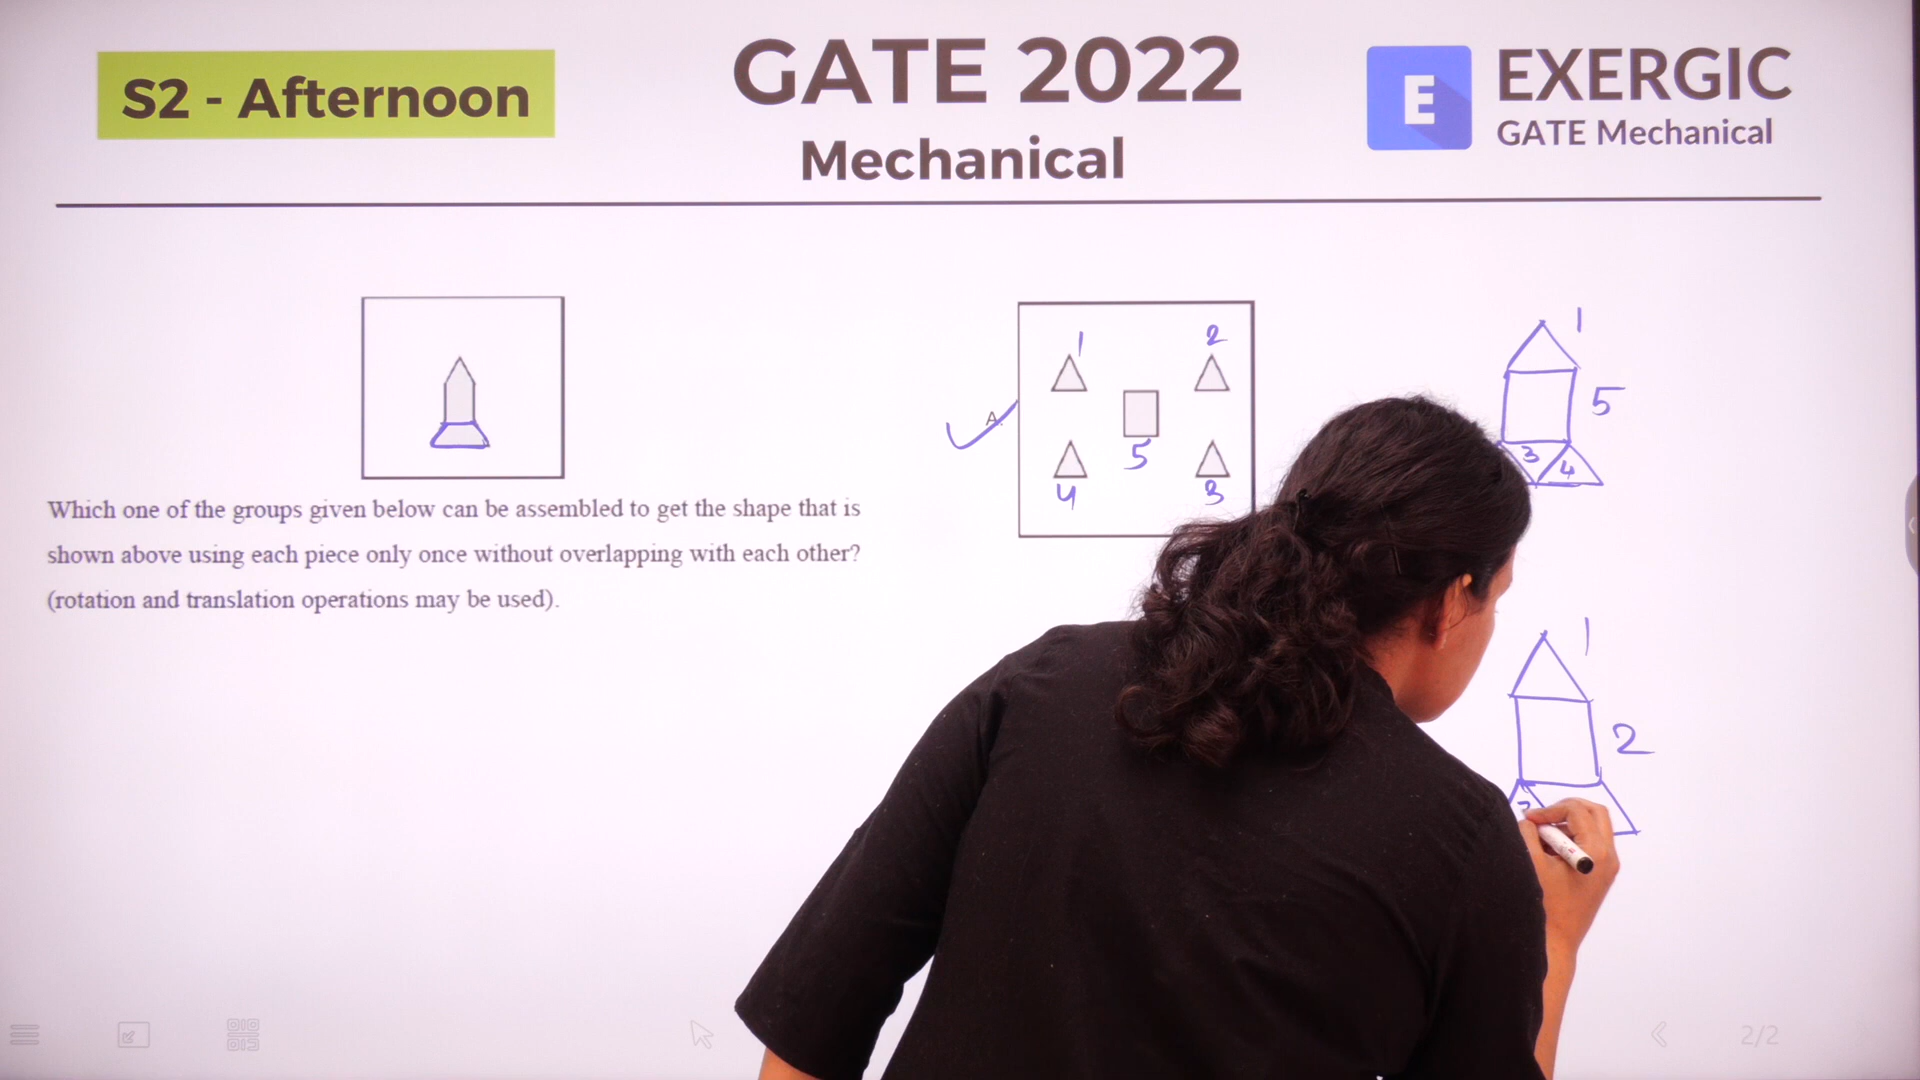 S2 - Afternoon
GATE 2022
Mechanical
E
EXERGIC
GATE Mechanical
Which one of the groups given below can be assembled to get the shape that is
shown above using each piece only once without overlapping with each other?
(rotation and translation operations may be used).
A.
1
2
5
4
3
1
5
3
4
1
2
2/2